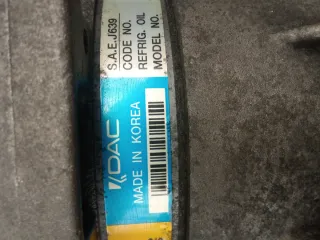 S.A.E.J639
CODE NO.
REFRIG. OIL
MODEL NO.
DAC
MADE IN KOREA